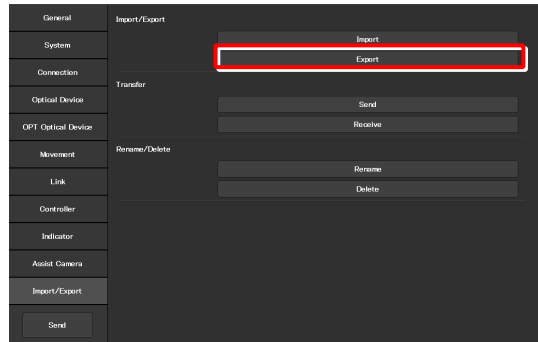 General
System
Connection
Optical Device
OPT Optical Device
Movement
Link
Controller
Indicator
Assist Camera
Import/Export
Send
Import/Export
Import
Export
Transfer
Send
Receive
Rename/Delete
Rename
Delete